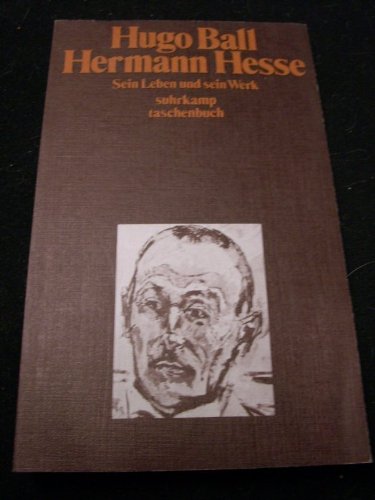 Hugo Ball
Hermann Hesse
Sein Leben und sein Werk
suhrkamp
taschenbuch